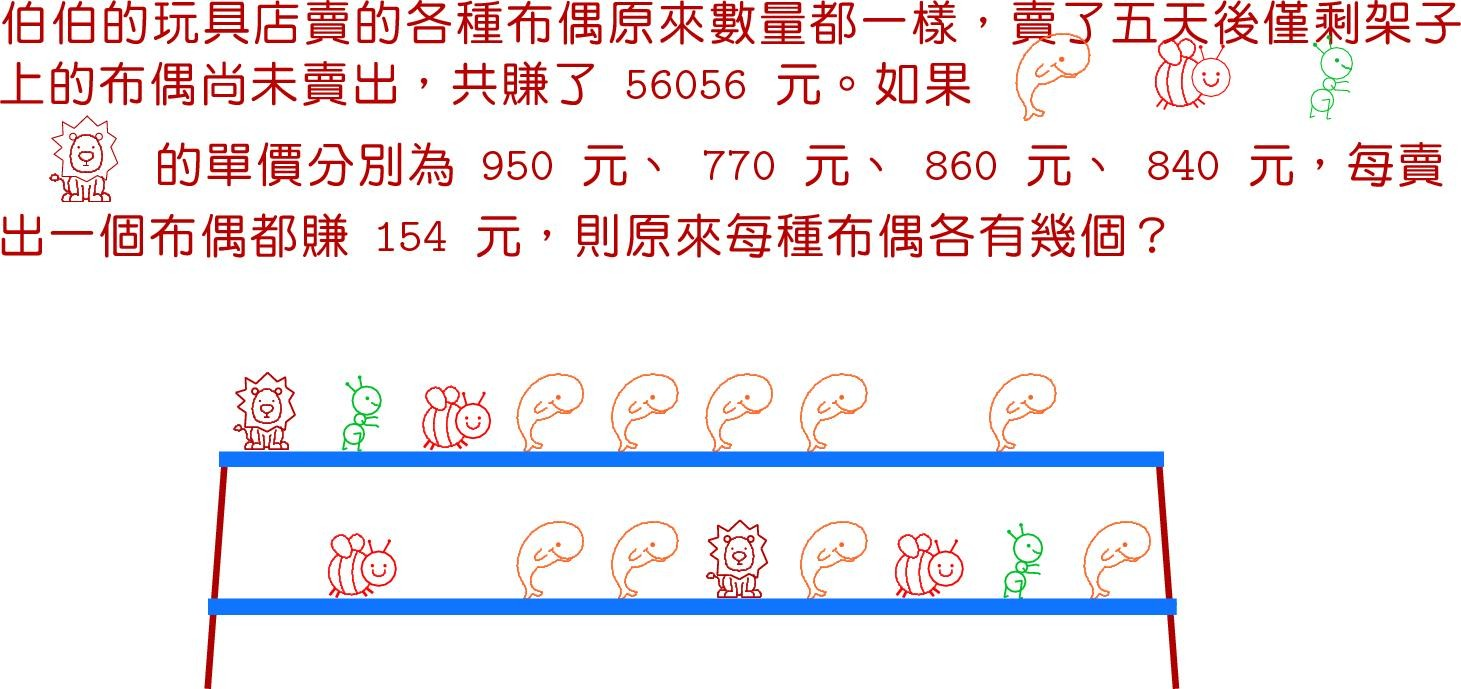 伯伯的玩具店賣的各種布偶原來數量都一樣，賣了五天後僅剩架子
上的布偶尚未賣出，共賺了 56056 元。如果
的單價分別為 950 元、 770 元、 860 元、 840 元，每賣
出一個布偶都賺 154 元，則原來每種布偶各有幾個？